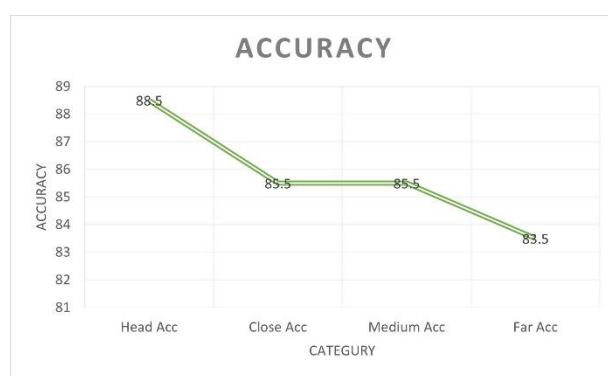 ACCURACY
89
88
87
86
85
84
83
82
81
ACCURACY
88.5
85.5
85.5
83.5
Head Acc
Close Acc
Medium Acc
Far Acc
CATEGURY